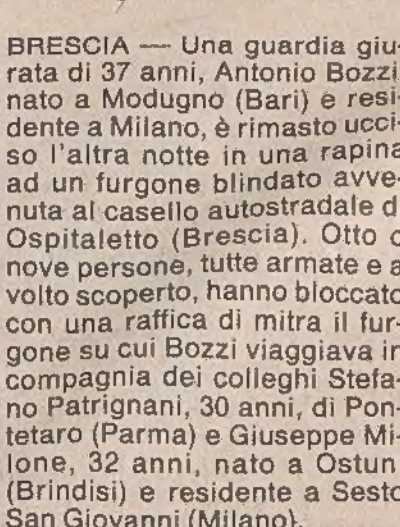 BRESCIA — Una guardia giu-
rata di 37 anni, Antonio Bozzi
nato a Modugno (Bari) e resi-
dente a Milano, è rimasto ucci-
so l'altra notte in una rapina
ad un furgone blindato avve-
nuta al casello autostradale d
Ospitaletto (Brescia). Otto o
nove persone, tutte armate e a
volto scoperto, hanno bloccato
con una raffica di mitra il fur-
gone su cui Bozzi viaggiava in
compagnia dei colleghi Stefa-
no Patrignani, 30 anni, di Pon-
tetaro (Parma) e Giuseppe Mi-
lone, 32 anni, nato a Ostun
(Brindisi) e residente a Sesto
San Giovanni (Milano).